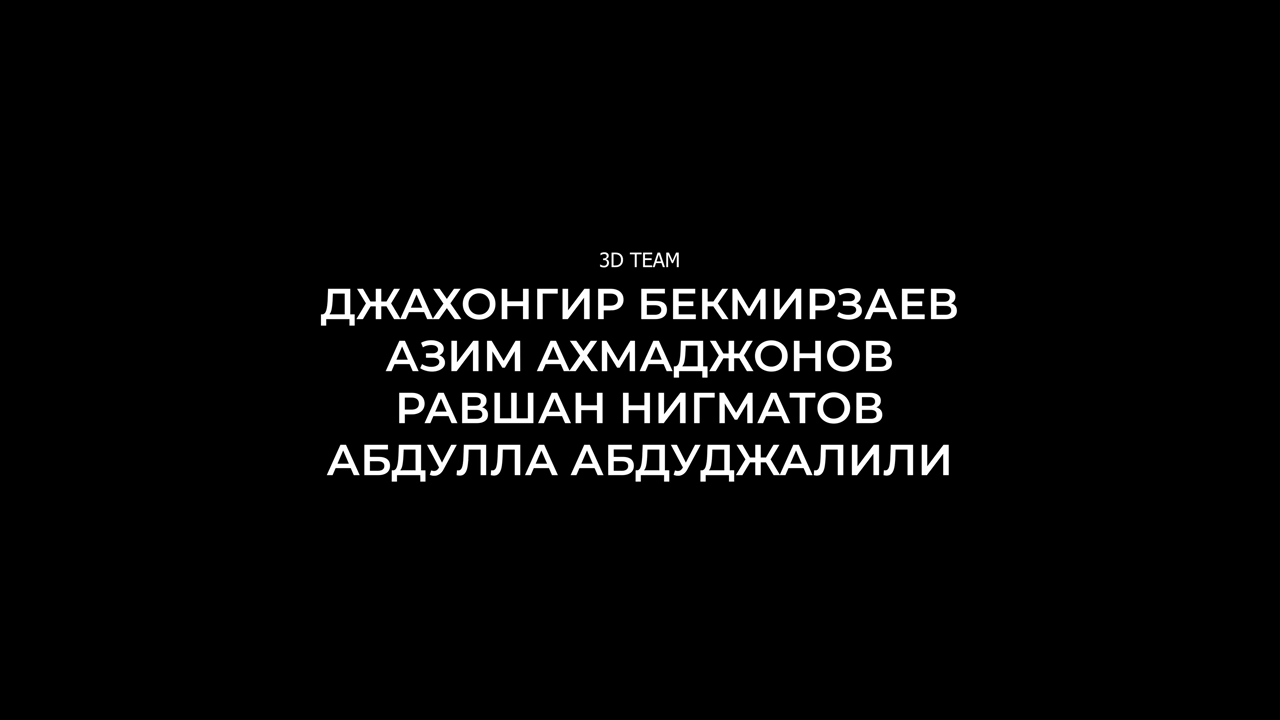 3D TEAM
ДЖАХОНГИР БЕКМИРЗАЕВ
АЗИМ АХМАДЖОНОВ
РАВШАН НИГМАТОВ
АБДУЛЛА АБДУДЖАЛИЛИ